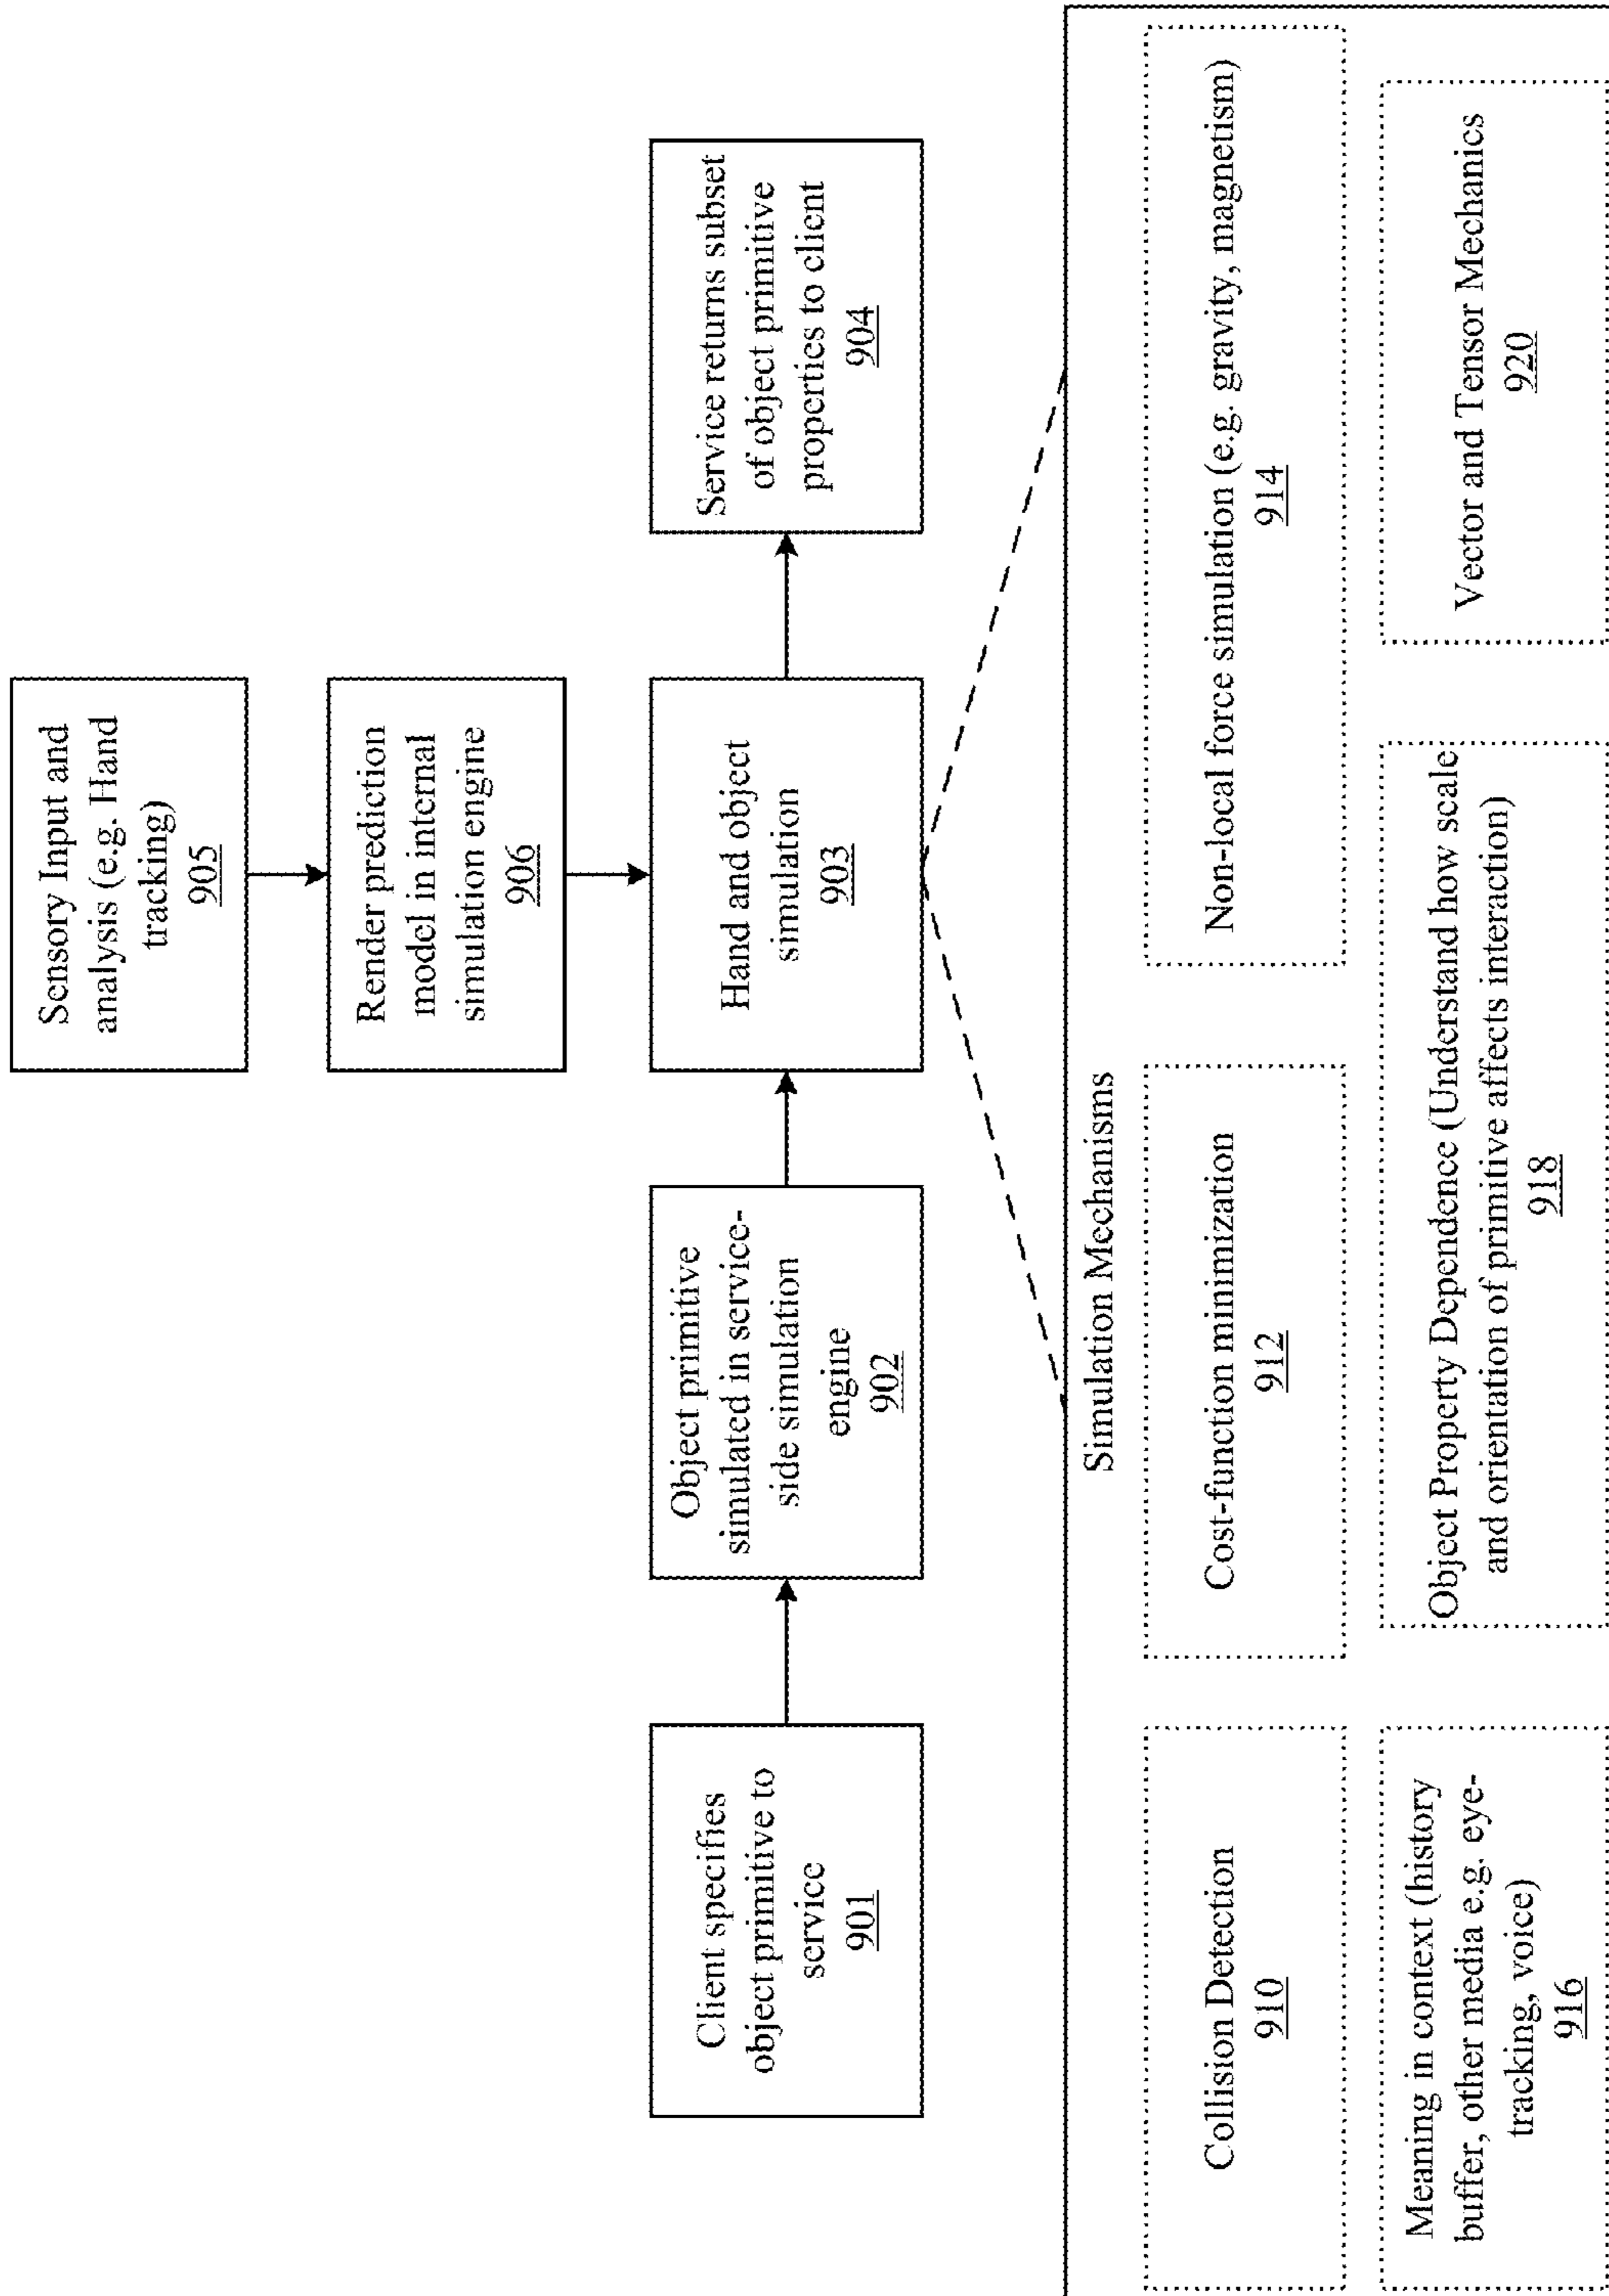 Sensory Input and
analysis (e.g. Hand
tracking)
905
Render prediction
model in internal
simulation engine
906
Client specifies
object primitive to
service
901
Object primitive
simulated in service-
side simulation
engine
902
Hand and object
simulation
903
Service returns subset
of object primitive
properties to client
904
Simulation Mechanisms
Collision Detection
910
Cost-function minimization
912
Non-local force simulation (e.g. gravity, magnetism)
914
Meaning in context (history
buffer, other media e.g. eye-
tracking, voice)
916
Object Property Dependence (Understand how scale
and orientation of primitive affects interaction)
918
Vector and Tensor Mechanics
920